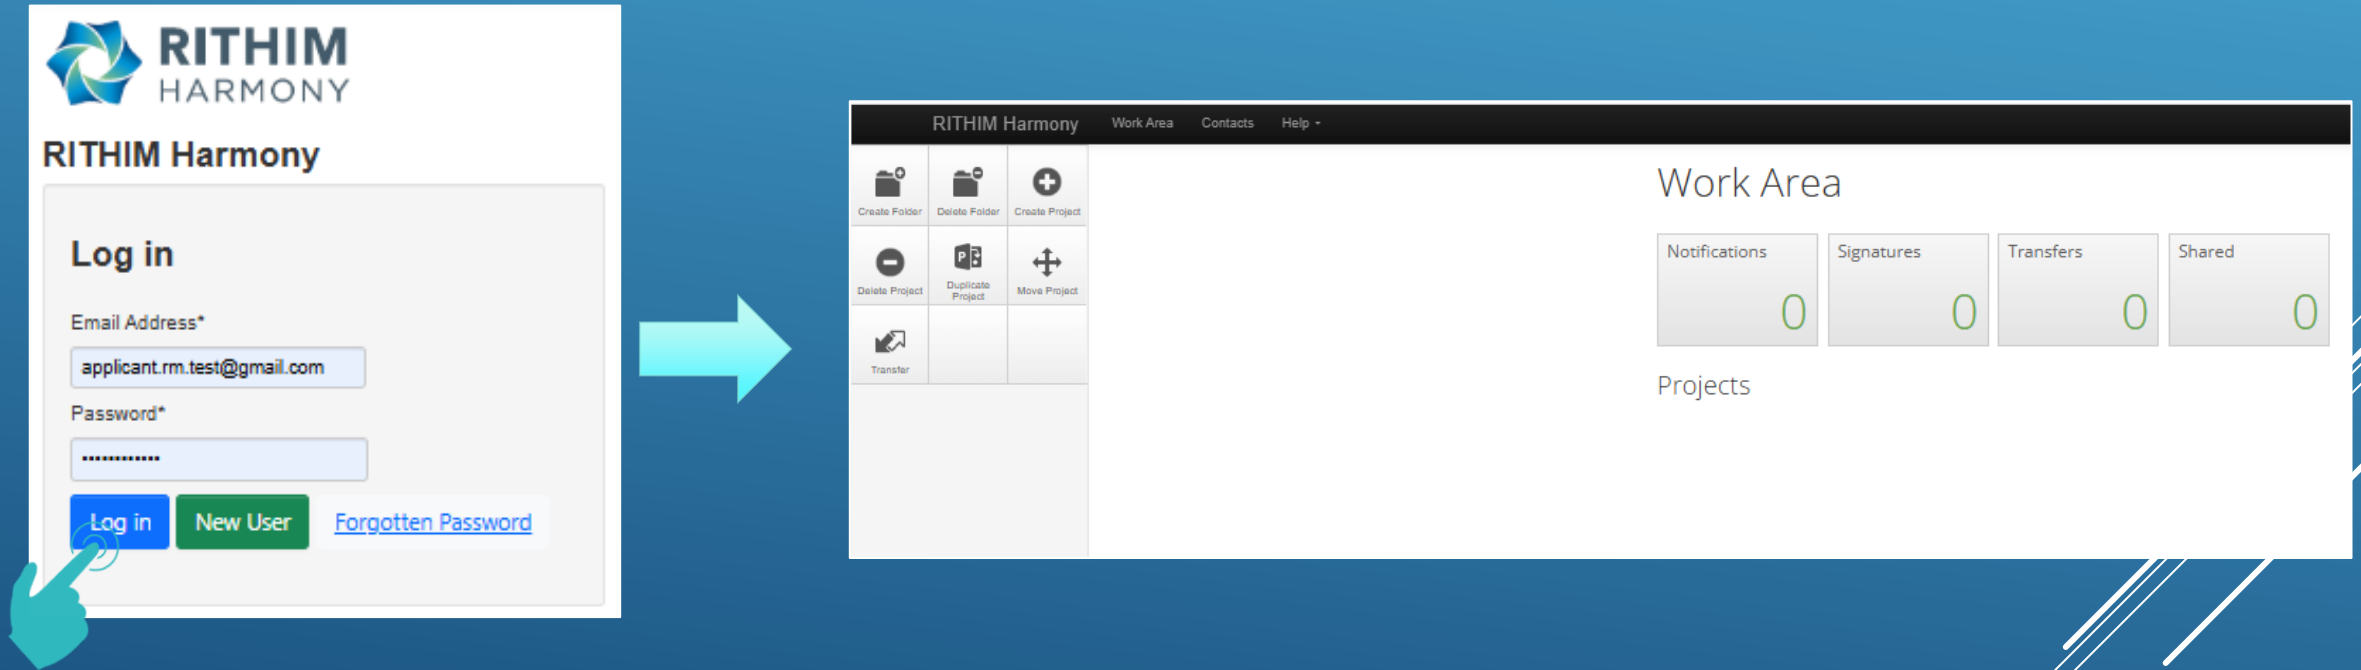 RITHIM
HARMONY
RITHIM Harmony
Log in
Email Address*
applicant.rm.test@gmail.com
Password*
••••••••••••
Log in
New User
Forgotten Password
RITHIM Harmony
Work Area
Contacts
Help
Create Folder
Delete Folder
Create Project
Delete Project
Duplicate
Project
Move Project
Transfer
Work Area
Notifications
0
Signatures
0
Transfers
0
Shared
0
Projects